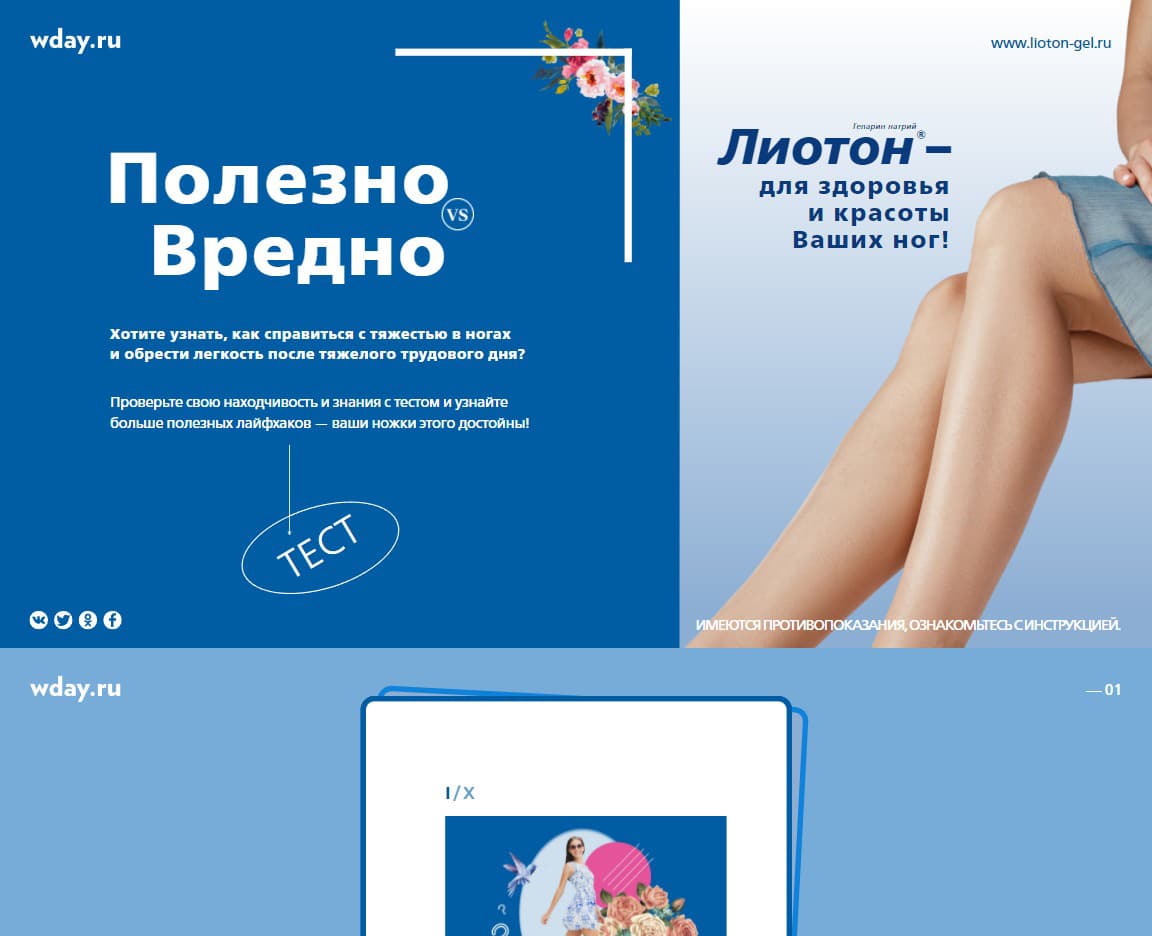 wday.ru
Полезно
vs
Вредно
Хотите узнать, как справиться с тяжестью в ногах
и обрести легкость после тяжелого трудового дня?
Проверьте свою находчивость и знания с тестом и узнайте
больше полезных лайфхаков — ваши ножки этого достойны!
ТЕСТ
www.lioton-gel.ru
Гепарин натрий
Лиотон® –
для здоровья
и красоты
Ваших ног!
ИМЕЮТСЯ ПРОТИВОПОКАЗАНИЯ, ОЗНАКОМЬТЕСЬ С ИНСТРУКЦИЕЙ.
wday.ru
— 01
I/X